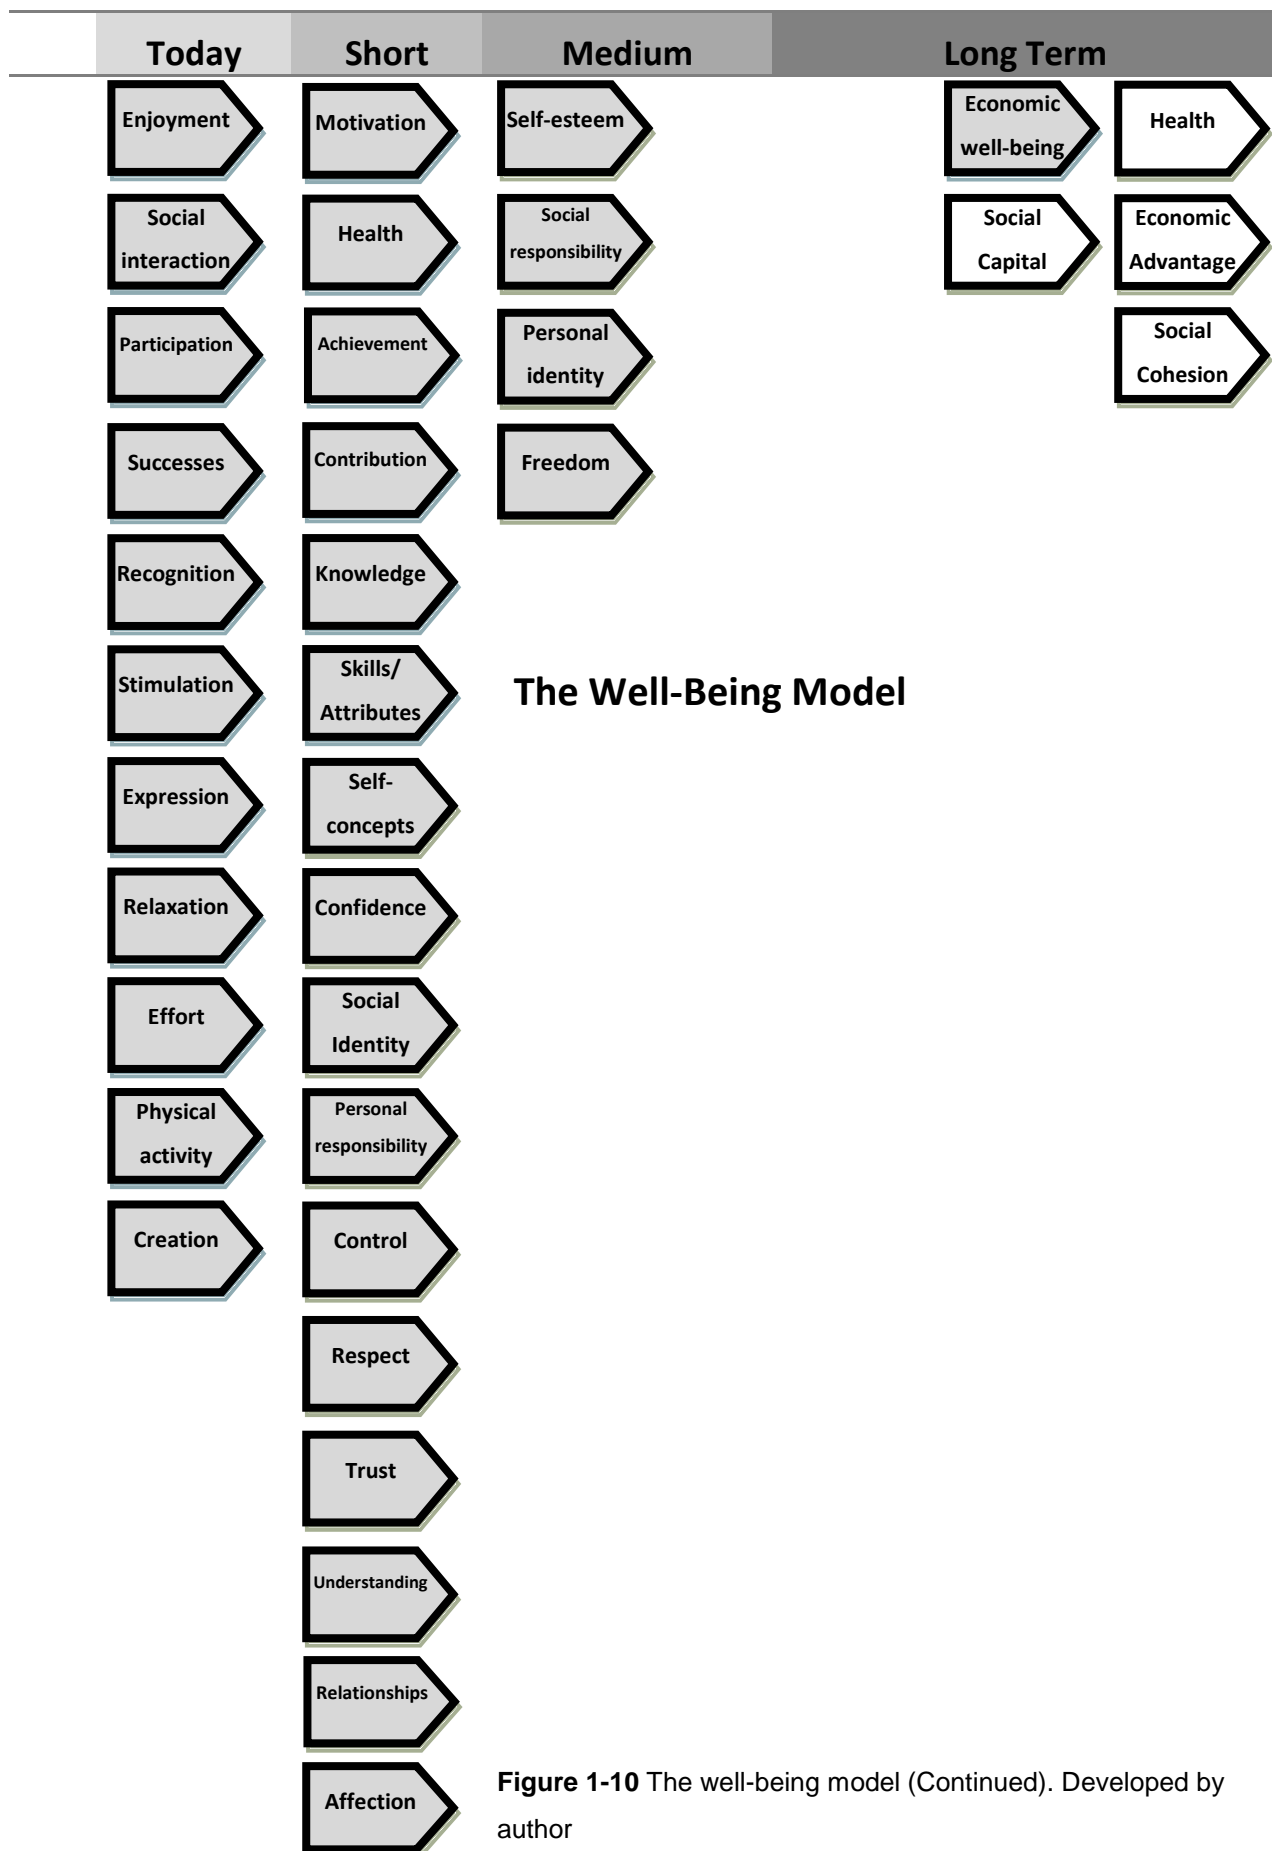 Today
Short
Medium
Long Term
Enjoyment
Motivation
Self-esteem
Economic
well-being
Health
Social
interaction
Health
Social
responsibility
Social
Capital
Economic
Advantage
Participation
Achievement
Personal
identity
Social
Cohesion
Successes
Contribution
Freedom
Recognition
Knowledge
Stimulation
Skills/
Attributes
The Well-Being Model
Expression
Self-
concepts
Relaxation
Confidence
Effort
Social
Identity
Physical
activity
Personal
responsibility
Creation
Control
Respect
Trust
Understanding
Relationships
Affection
Figure 1-10 The well-being model (Continued). Developed by
author